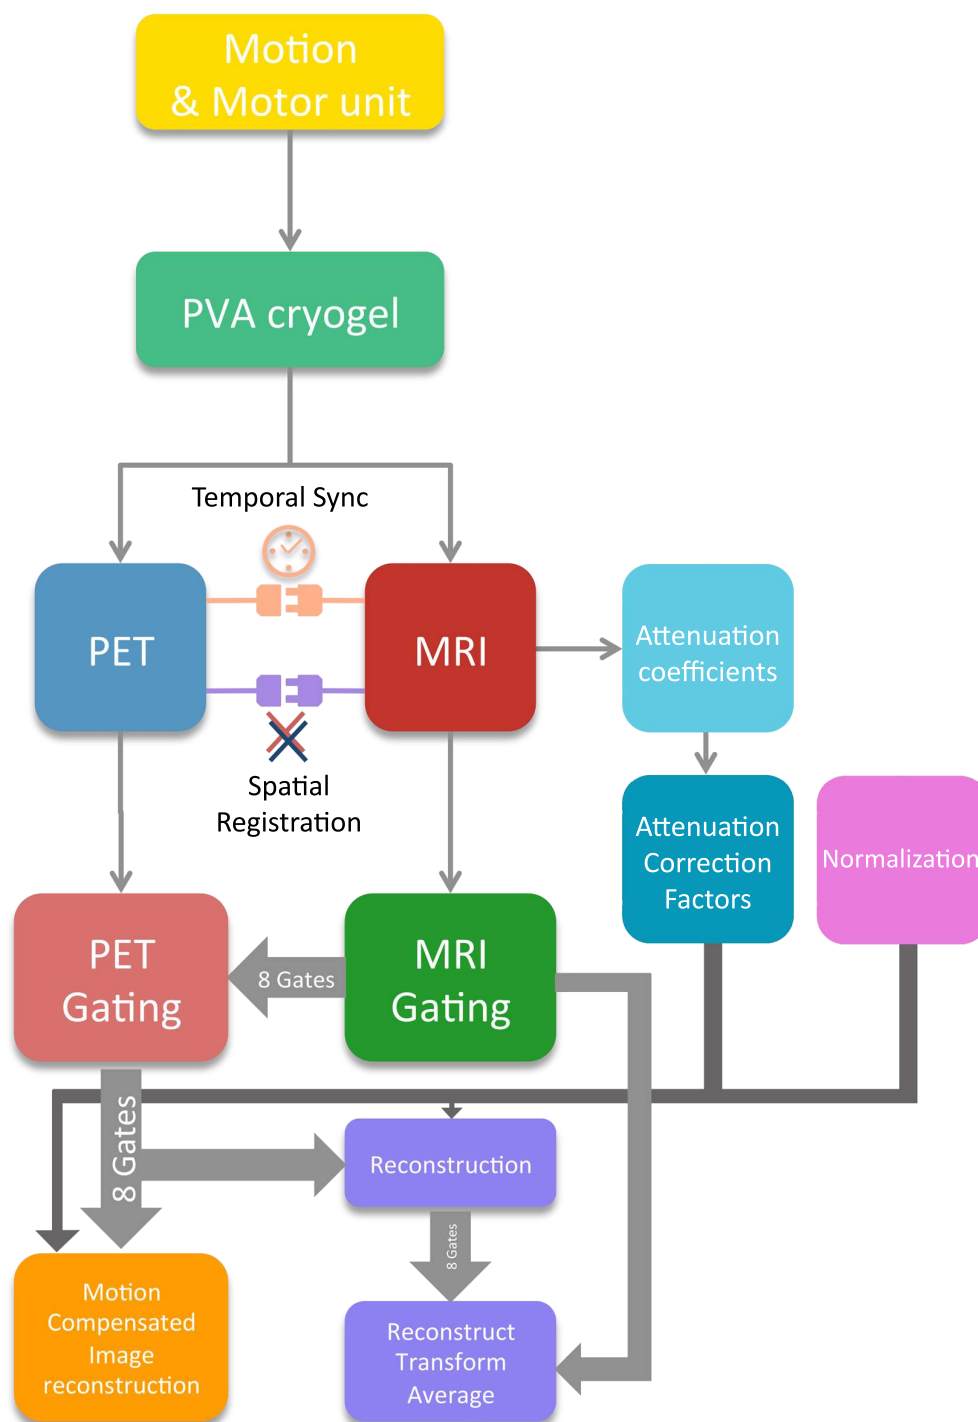 Motion
& Motor unit
PVA cryogel
Temporal Sync
PET
MRI
Attenuation
coefficients
Spatial
Registration
Attenuation
Correction
Factors
Normalization
PET
Gating
8 Gates
MRI
Gating
8 Gates
Reconstruction
8 Gates
Motion
Compensated
Image
reconstruction
Reconstruct
Transform
Average